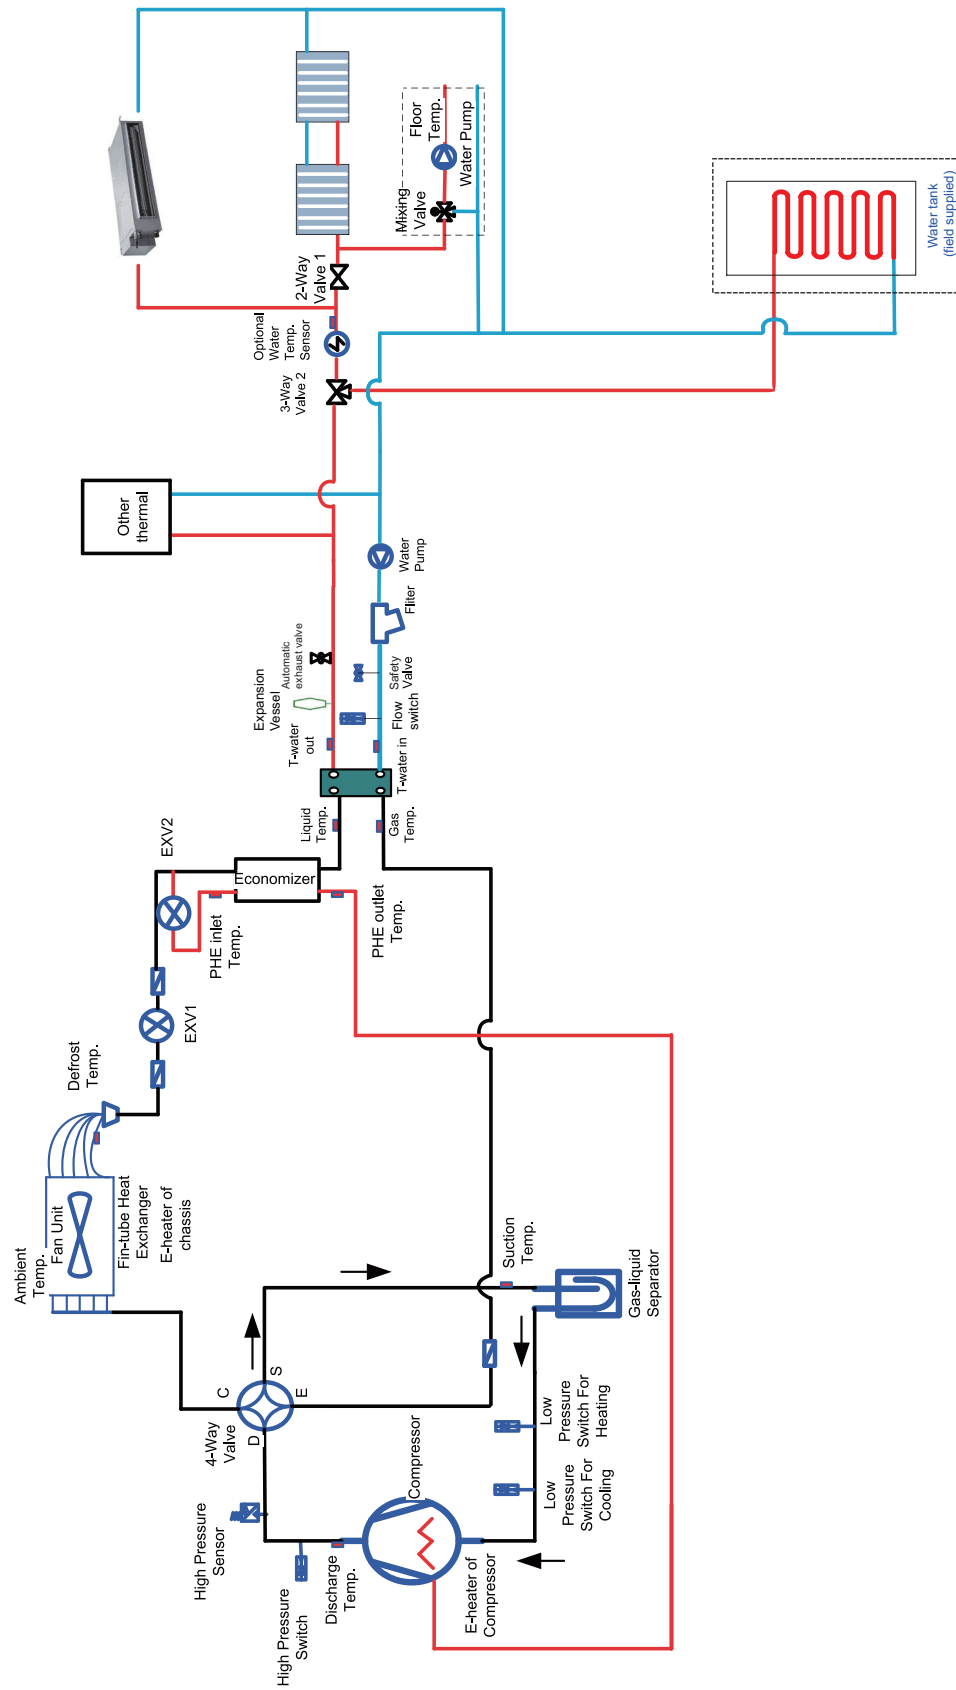 Floor
Temp.
Water Pump
Mixing
Valve
2-Way
Valve 1
Optional
Water
Temp.
Sensor
3-Way
Valve 2
Water tank
(field supplied)
Other
thermal
Water
Pump
Fliter
Automatic
exhaust valve
Safety
Valve
Expansion
Vessel
Flow
switch
T-water
out
T-water in
Liquid
Temp.
Gas
Temp.
EXV2
Economizer
PHE inlet
Temp.
PHE outlet
Temp.
EXV1
Defrost
Temp.
Fan Unit
Fin-tube Heat
Exchanger
E-heater of
chassis
Ambient
Temp.
Suction
Temp.
Gas-liquid
Separator
C
S
E
D
4-Way
Valve
Low
Pressure
Switch For
Heating
Low
Pressure
Switch For
Cooling
Compressor
High Pressure
Sensor
High Pressure
Switch
Discharge
Temp.
E-heater of
Compressor